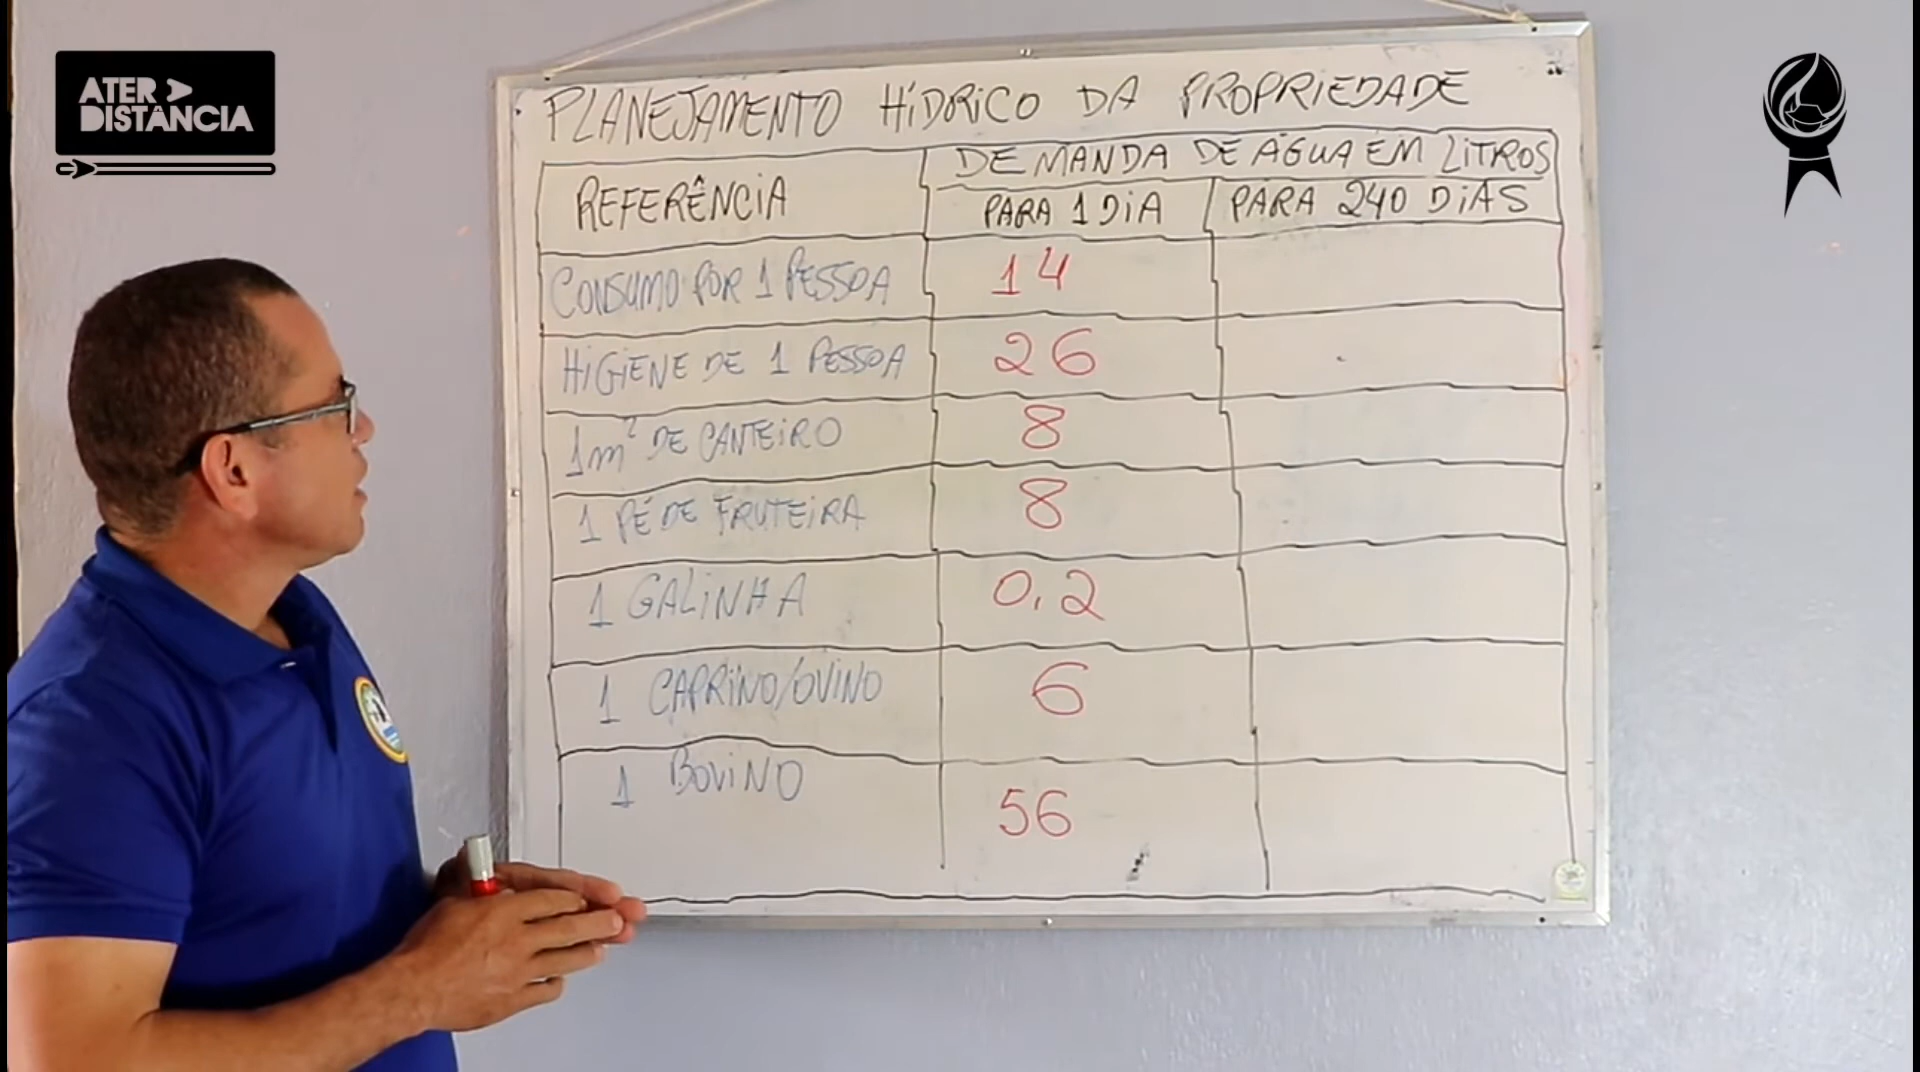 ATER
DISTÂNCIA
PLANEJAMENTO HÍDRICO DA PROPRIEDADE
REFERÊNCIA
DEMANDA DE ÁGUA EM LITROS
PARA 1 DIA
PARA 240 DIAS
CONSUMO POR 1 PESSOA 14
HIGIENE DE 1 PESSOA 26
1m² DE CANTEIRO 8
1 PÉ DE FRUTEIRA 8
1 GALINHA 0,2
1 CAPRINO/OVINO 6
1 BOVINO 56